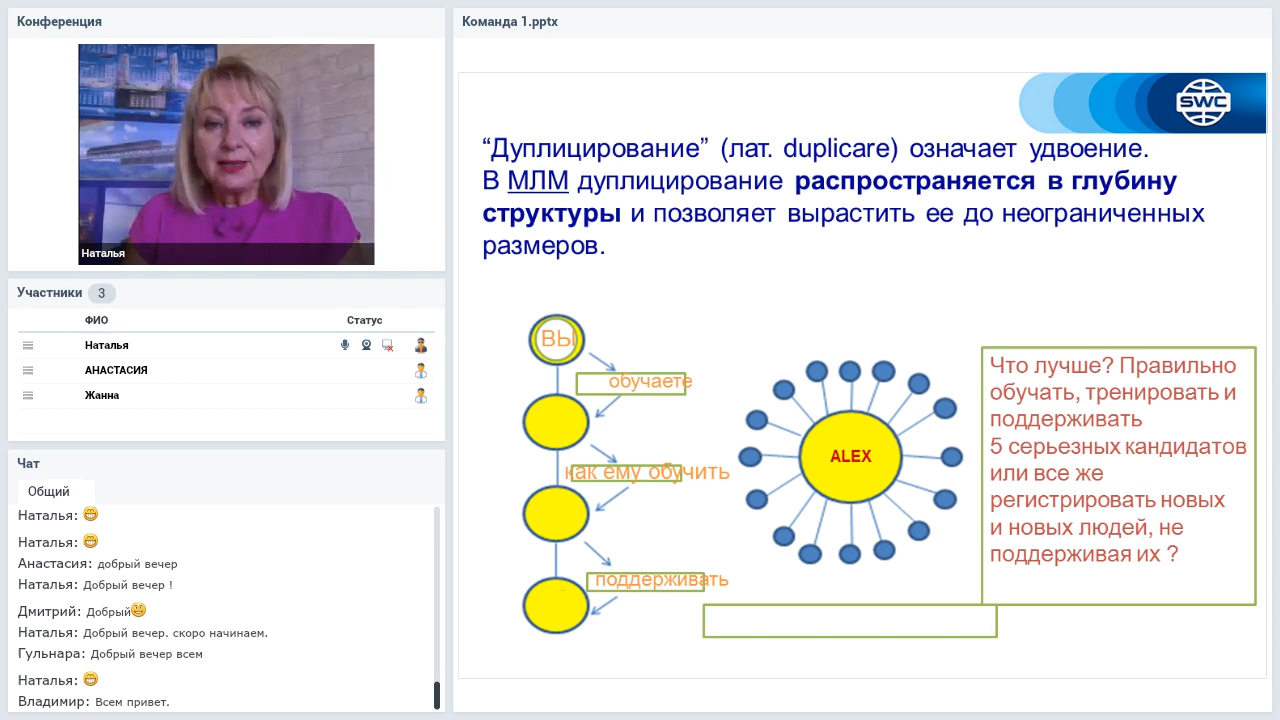 Конференция
Наталья
Участники 3
ФИО Статус
Наталья
АНАСТАСИЯ
Жанна
Чат
Общий
Наталья:
Наталья:
Анастасия: добрый вечер
Наталья: Добрый вечер !
Дмитрий: Добрый
Наталья: Добрый вечер. скоро начинаем.
Гульнара: Добрый вечер всем
Наталья:
Владимир: Всем привет.
Команда 1.pptx
SWC
“Дуплицирование” (лат. duplicare) означает удвоение.
В МЛМ дуплицирование распространяется в глубину
структуры и позволяет вырастить ее до неограниченных
размеров.
ВЫ
обучаете
как ему обучить
поддерживать
ALEX
Что лучше? Правильно
обучать, тренировать и
поддерживать
5 серьезных кандидатов
или все же
регистрировать новых
и новых людей, не
поддерживая их ?